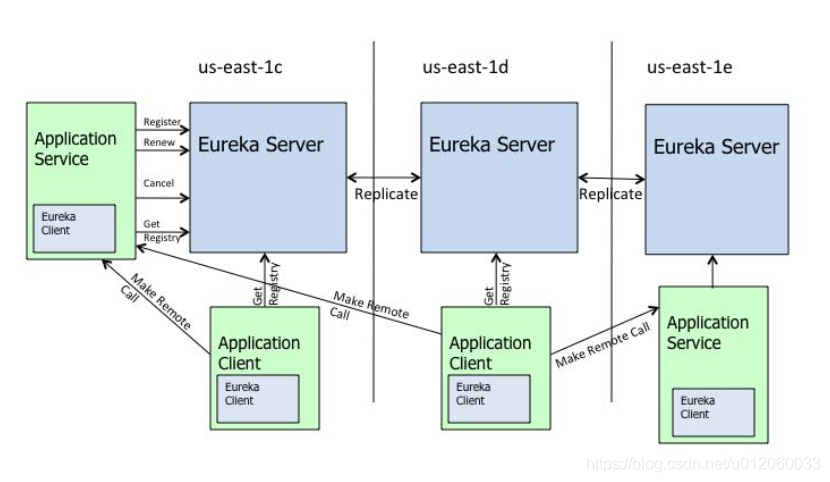 us-east-1c
us-east-1d
us-east-1e
Application
Service
Eureka
Client
Register
Renew
Cancel
Get
Registry
Eureka Server
Replicate
Eureka Server
Replicate
Eureka Server
Make Remote
Call
Get
Registry
Make Remote
Call
Get
Registry
Make Remote Call
Application
Client
Eureka
Client
Application
Client
Eureka
Client
Application
Service
Eureka
Client
https://blog.csdn.net/u012060033